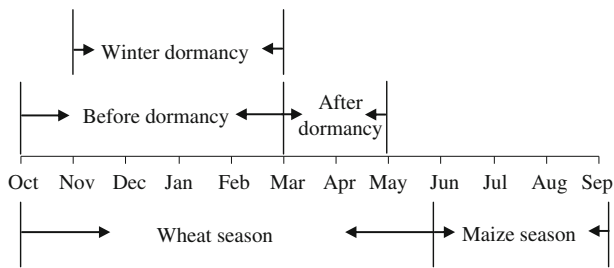 Winter dormancy
Before dormancy
After
dormancy
Oct Nov Dec Jan Feb Mar Apr May Jun Jul Aug Sep
Wheat season
Maize season